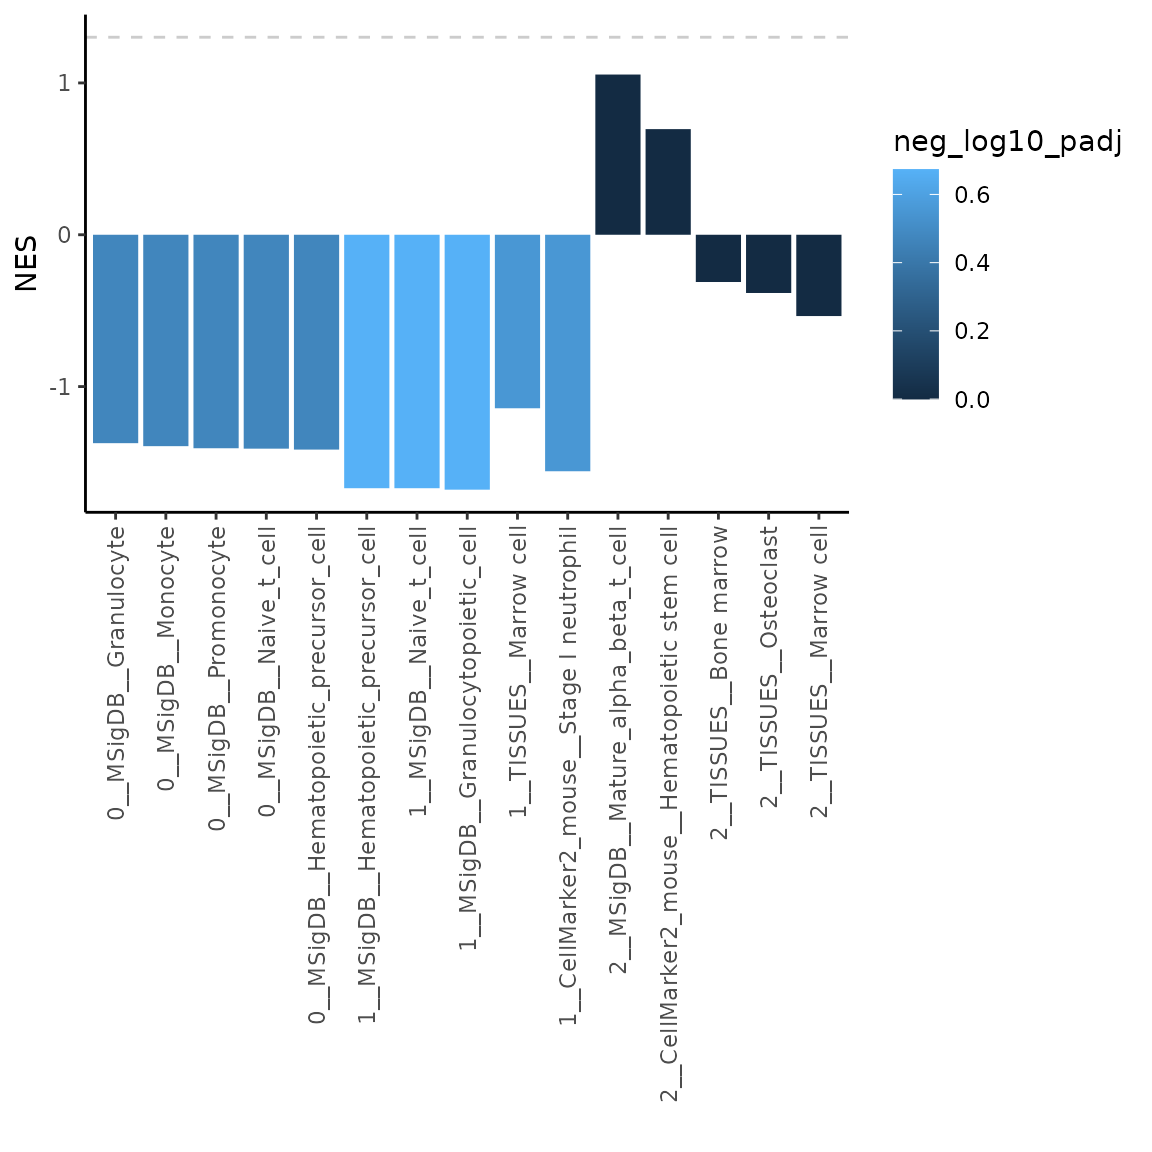 NES
1
0
-1
0__MSigDB__Granulocyte
0__MSigDB__Monocyte
0__MSigDB__Promonocyte
0__MSigDB__Naive_t_cell
0__MSigDB__Hematopoietic_precursor_cell
1__MSigDB__Hematopoietic_precursor_cell
1__MSigDB__Naive_t_cell
1__MSigDB__Granulocytopoietic_cell
1__TISSUES__Marrow cell
1__CellMarker2_mouse__Stage I neutrophil
2__MSigDB__Mature_alpha_beta_t_cell
2__CellMarker2_mouse__Hematopoietic stem cell
2__TISSUES__Bone marrow
2__TISSUES__Osteoclast
2__TISSUES__Marrow cell
neg_log10_padj
0.6
0.4
0.2
0.0